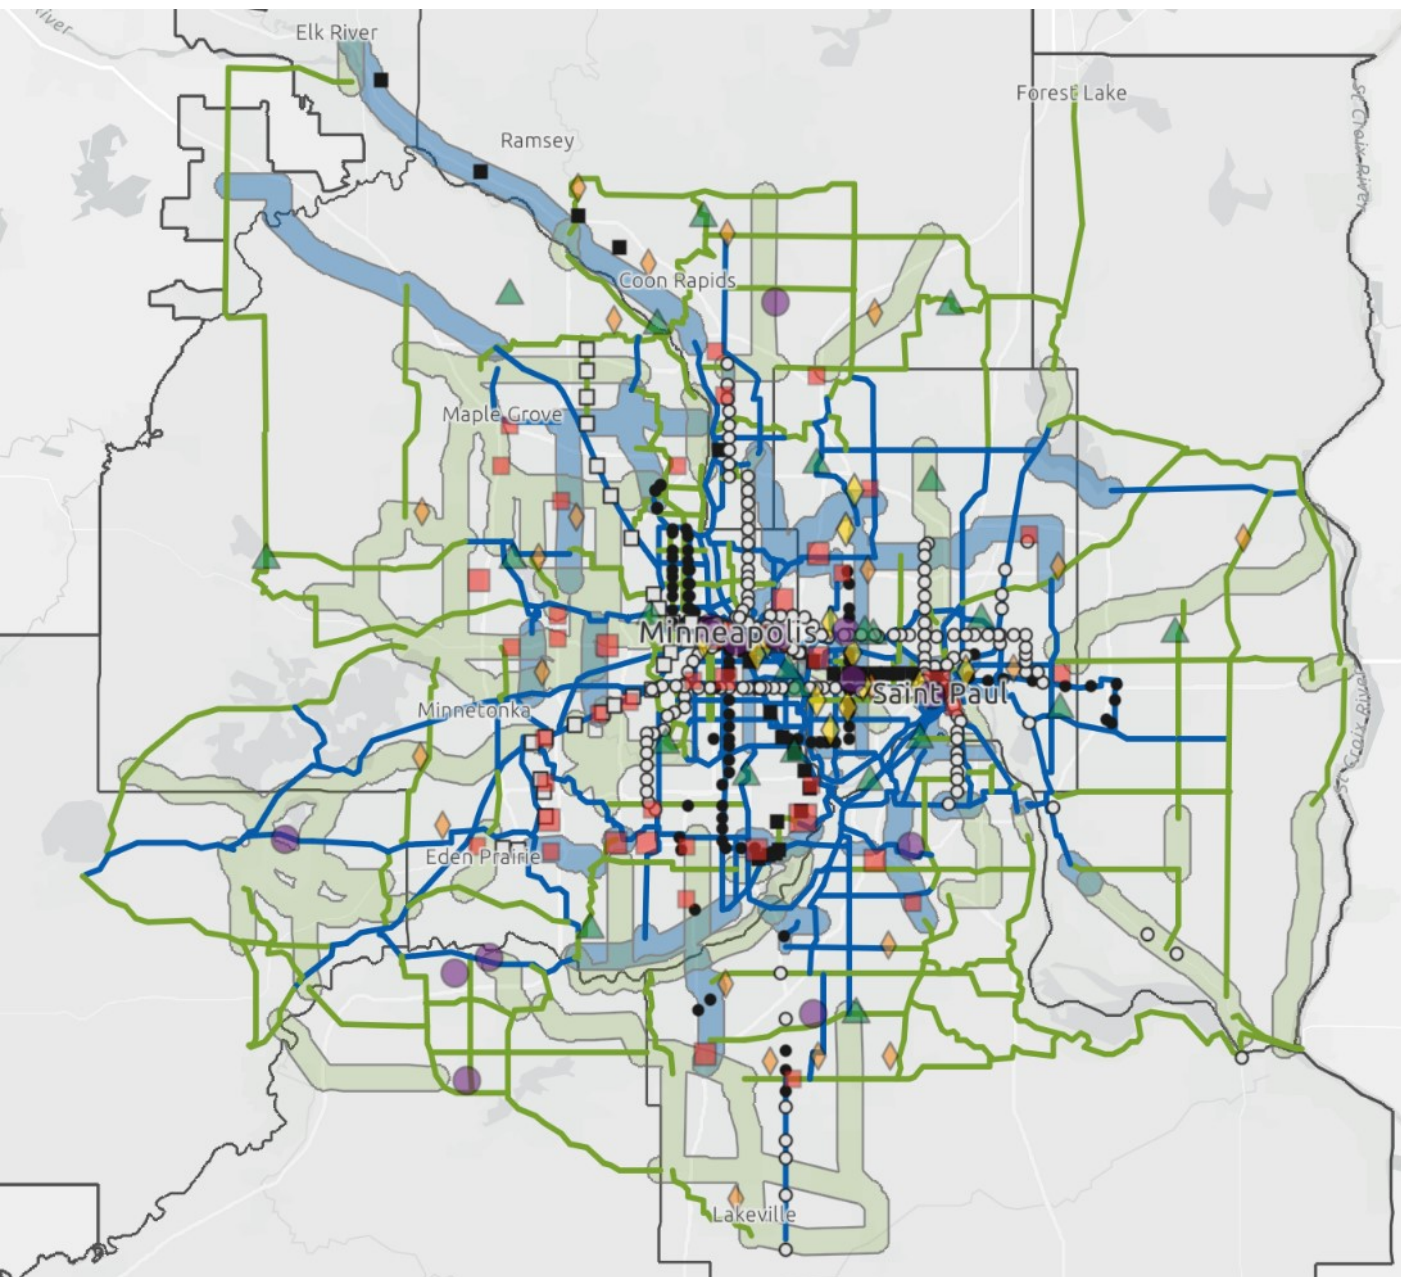 River
Elk River
Forest Lake
St. Croix River
Ramsey
Coon Rapids
Maple Grove
Minneapolis
Saint Paul
Minnetonka
St. Croix River
Eden Prairie
Lakeville